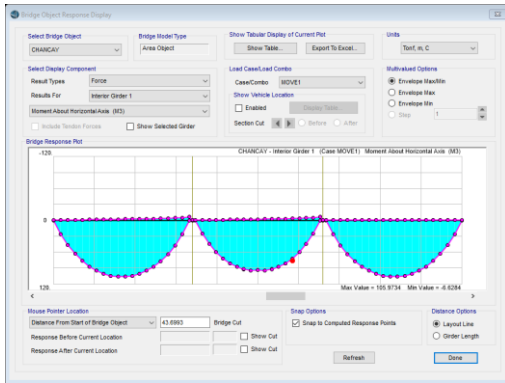 Bridge Object Response Display
Select Bridge Object
CHANCAY
Bridge Model Type
Area Object
Show Tabular Display of Current Plot
Show Table...
Export To Excel...
Units
Tonf, m, C
Select Display Component
Result Types
Force
Results For
Interior Girder 1
Moment About Horizontal Axis (M3)
Include Tendon Forces
Show Selected Girder
Load Case/Load Combo
Case/Combo
MOVE1
Show Vehicle Location
Enabled
Display Table...
Section Cut
Before
After
Multivalued Options
Envelope Max/Min
Envelope Max
Envelope Min
Step
1
Bridge Response Plot
-128.
CHANCAY - Interior Girder 1 (Case MOVE1) Moment About Horizontal Axis (M3)
0
128.
Max Value = 105.9734 Min Value = -6.6284
Mouse Pointer Location
Distance From Start of Bridge Object
43.6993
Bridge Cut
Response Before Current Location
Show Cut
Response After Current Location
Show Cut
Snap Options
Snap to Computed Response Points
Distance Options
Layout Line
Girder Length
Refresh
Done